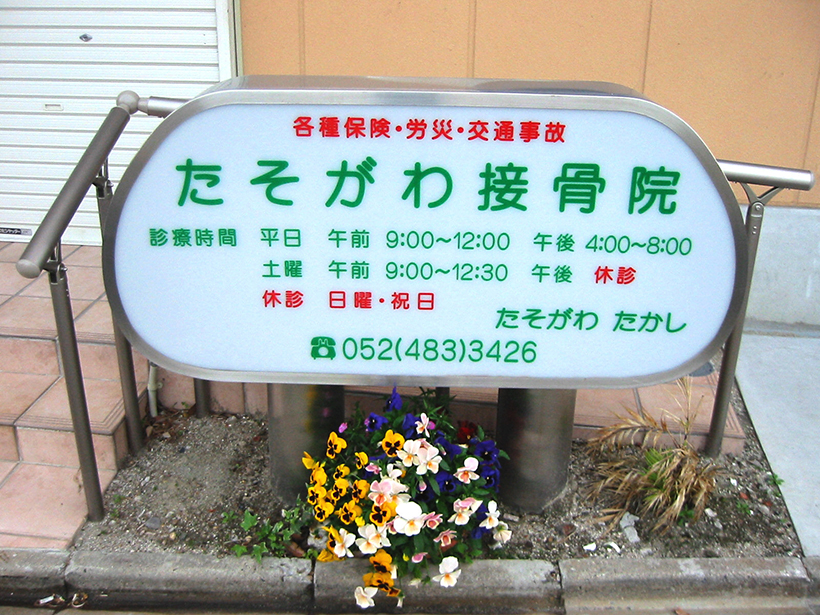 各種保険・労災・交通事故
たそがわ接骨院
診療時間 平日 午前 9:00～12:00 午後 4:00～8:00
土曜 午前 9:00～12:30 午後 休診
休診 日曜・祝日
たそがわ たかし
☎052(483)3426